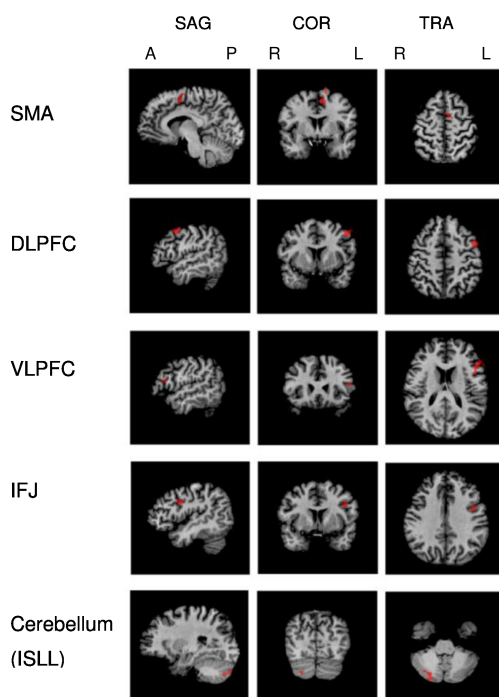 SAG COR TRA
A P R L R L
SMA
DLPFC
VLPFC
IFJ
Cerebellum
(ISLL)